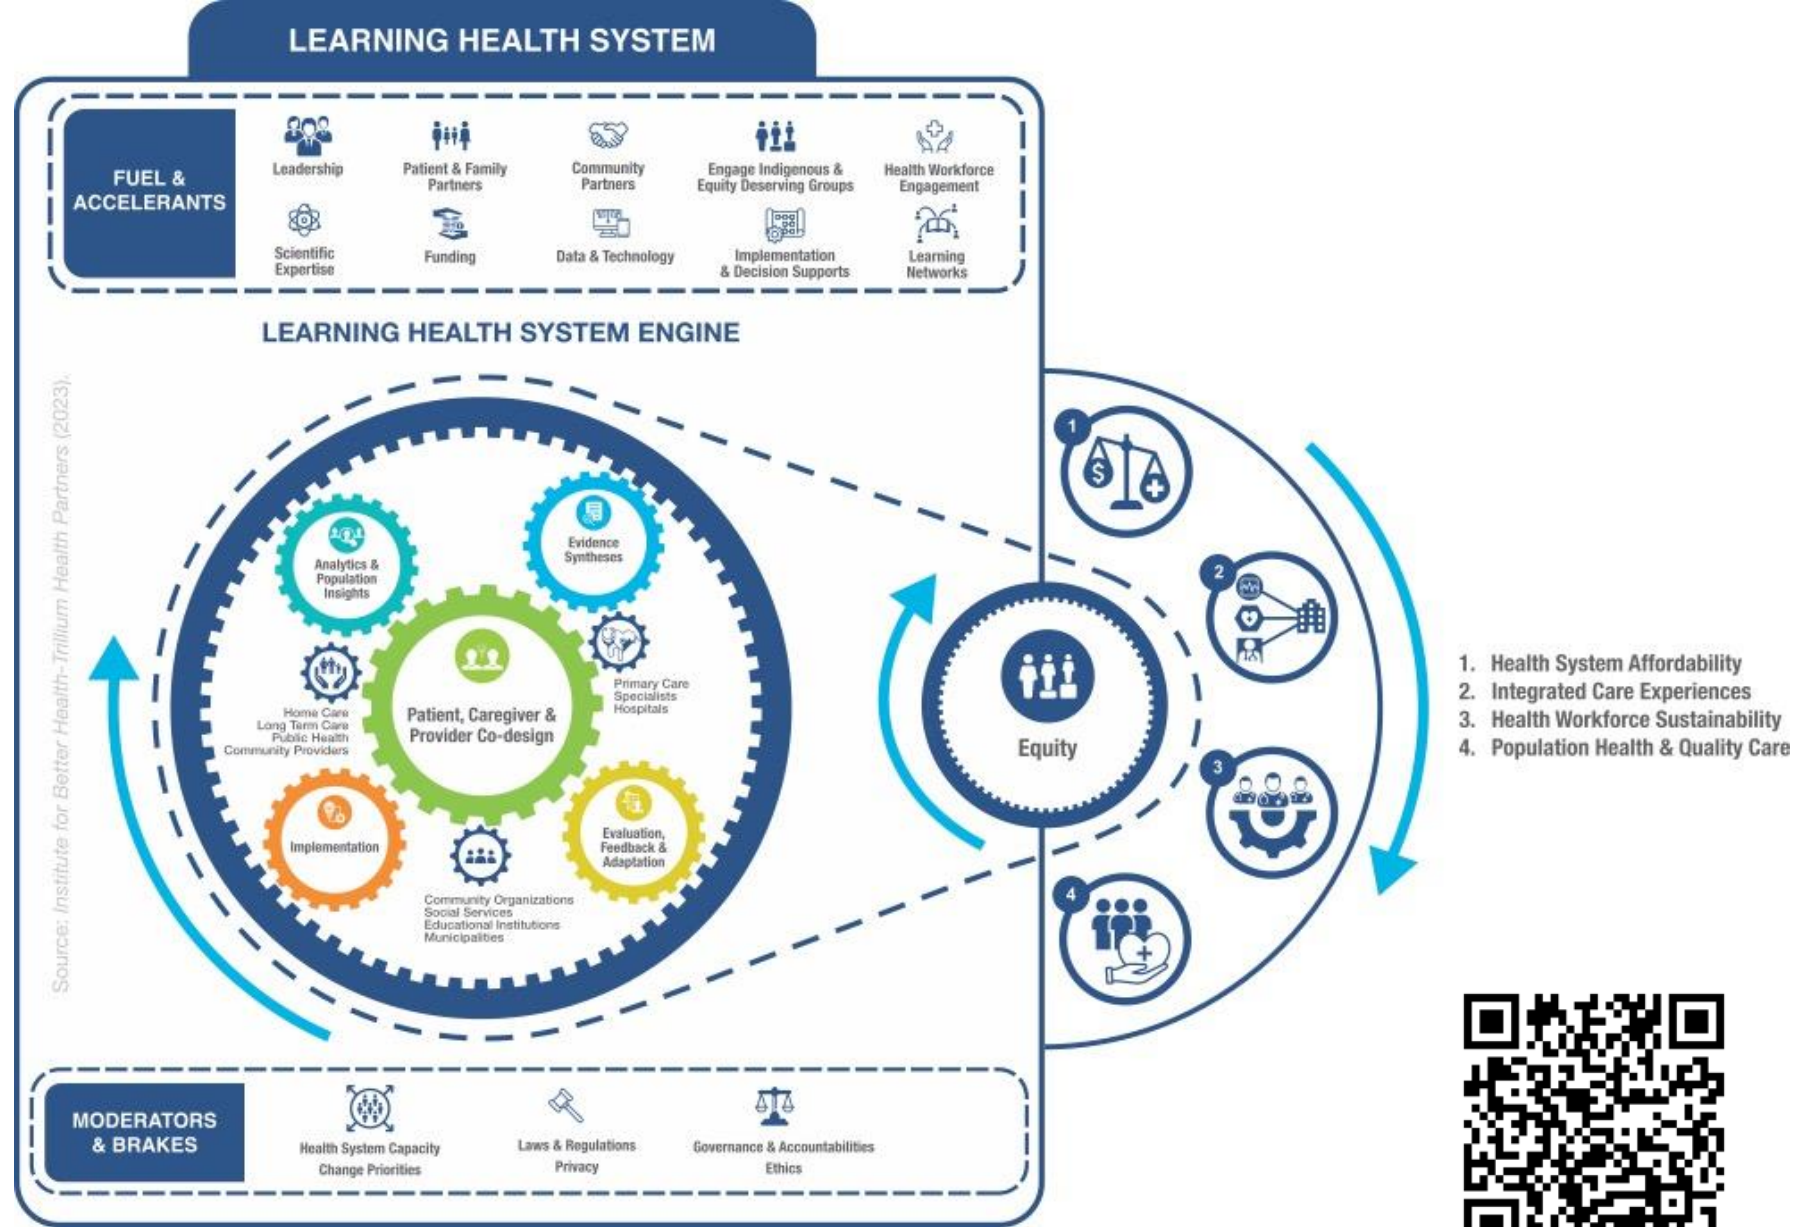 LEARNING HEALTH SYSTEM
FUEL &
ACCELERANTS
Leadership
Patient & Family
Partners
Community
Partners
Engage Indigenous &
Equity Deserving Groups
Health Workforce
Engagement
Scientific
Expertise
Funding
Data & Technology
Implementation
& Decision Supports
Learning
Networks
LEARNING HEALTH SYSTEM ENGINE
Source: Institute for Better Health-Trillium Health Partners (2023).
Analytics &
Population
Insights
Evidence
Syntheses
Home Care
Long Term Care
Public Health
Community Providers
Patient, Caregiver &
Provider Co-design
Primary Care
Specialists
Hospitals
Implementation
Evaluation,
Feedback &
Adaptation
Community Organizations
Social Services
Educational Institutions
Municipalities
Equity
1
$
2
3
4
1. Health System Affordability
2. Integrated Care Experiences
3. Health Workforce Sustainability
4. Population Health & Quality Care
MODERATORS
& BRAKES
Health System Capacity
Change Priorities
Laws & Regulations
Privacy
Governance & Accountabilities
Ethics